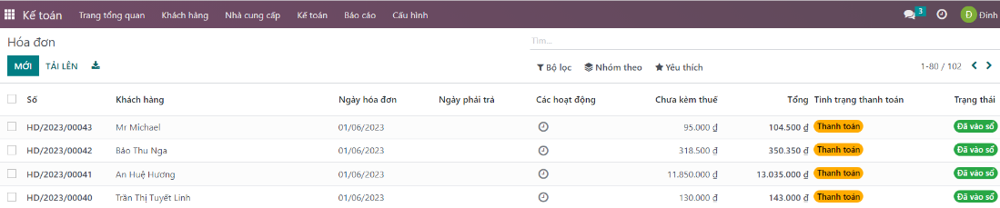 Kế toán Trang tổng quan Khách hàng Nhà cung cấp Kế toán Báo cáo Cấu hình 3 Đ Đinh
Hóa đơn
Tìm...
MỚI TẢI LÊN Bộ lọc Nhóm theo Yêu thích 1-80 / 102
Số Khách hàng Ngày hóa đơn Ngày phải trả Các hoạt động Chưa kèm thuế Tổng Tình trạng thanh toán Trạng thái
HD/2023/00043 Mr Michael 01/06/2023 95.000 ₫ 104.500 ₫ Thanh toán Đã vào sổ
HD/2023/00042 Báo Thu Nga 01/06/2023 318.500 ₫ 350.350 ₫ Thanh toán Đã vào sổ
HD/2023/00041 An Huệ Hương 01/06/2023 11.850.000 ₫ 13.035.000 ₫ Thanh toán Đã vào sổ
HD/2023/00040 Trần Thị Tuyết Linh 01/06/2023 130.000 ₫ 143.000 ₫ Thanh toán Đã vào sổ